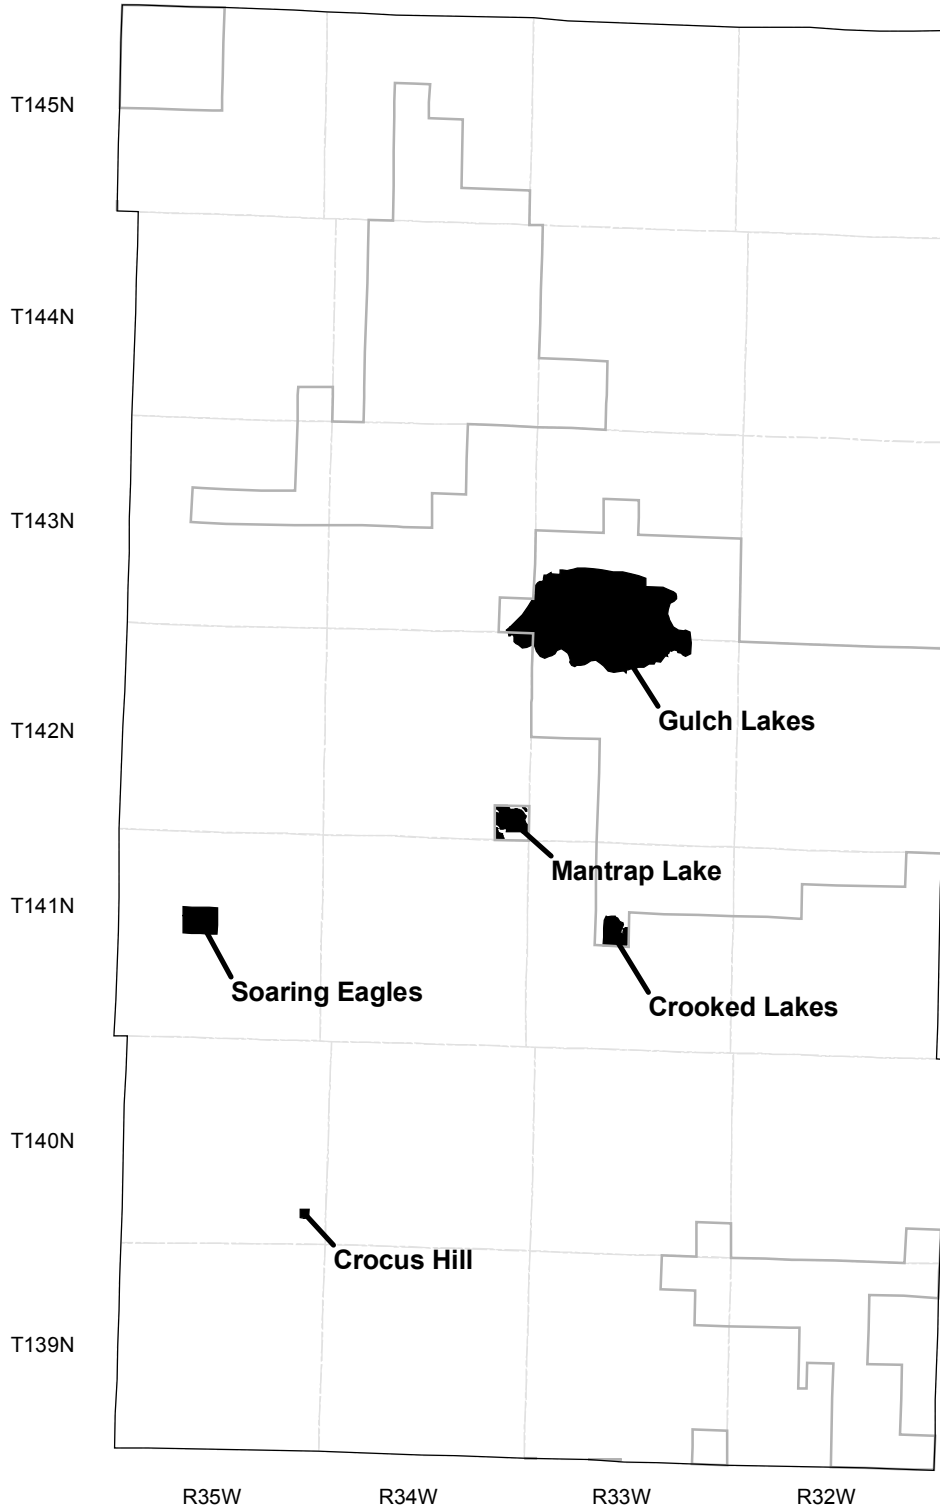 T145N
T144N
T143N
Gulch Lakes
T142N
Mantrap Lake
T141N
Soaring Eagles
Crooked Lakes
T140N
Crocus Hill
T139N
R35W R34W R33W R32W